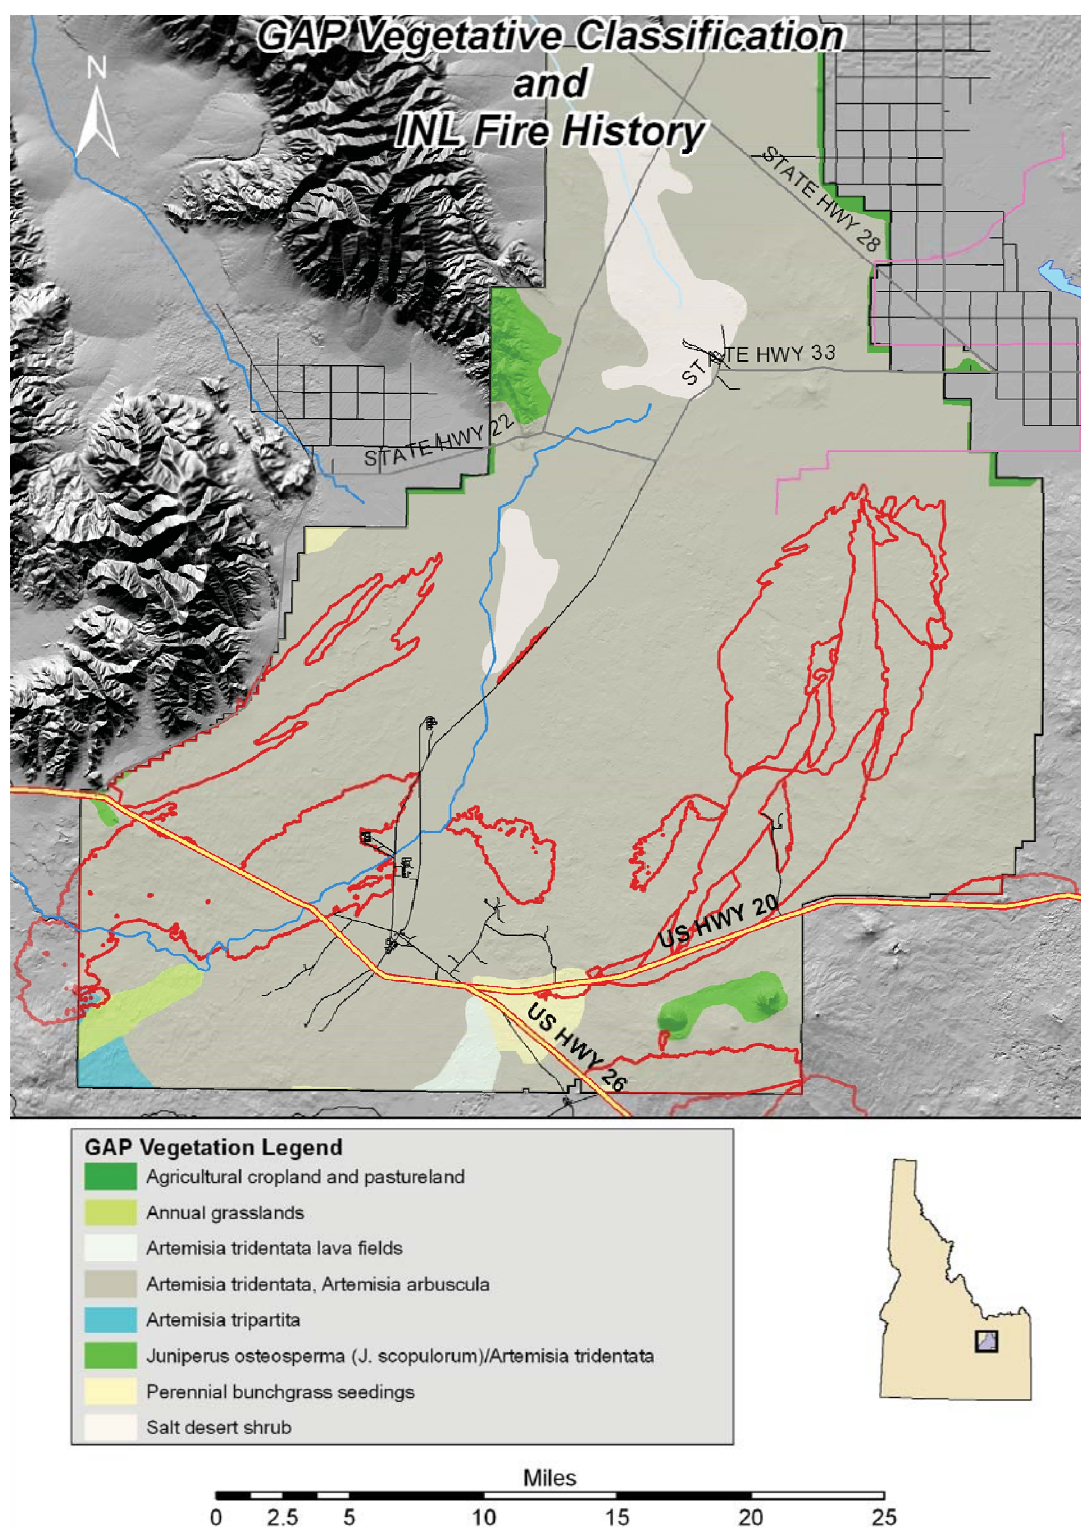 GAP Vegetative Classification
and
INL Fire History
N
STATE HWY 28
STATE HWY 33
STATE HWY 22
US HWY 20
US HWY 26
GAP Vegetation Legend
Agricultural cropland and pastureland
Annual grasslands
Artemisia tridentata lava fields
Artemisia tridentata, Artemisia arbuscula
Artemisia tripartita
Juniperus osteosperma (J. scopulorum)/Artemisia tridentata
Perennial bunchgrass seedings
Salt desert shrub
Miles
0 2.5 5 10 15 20 25